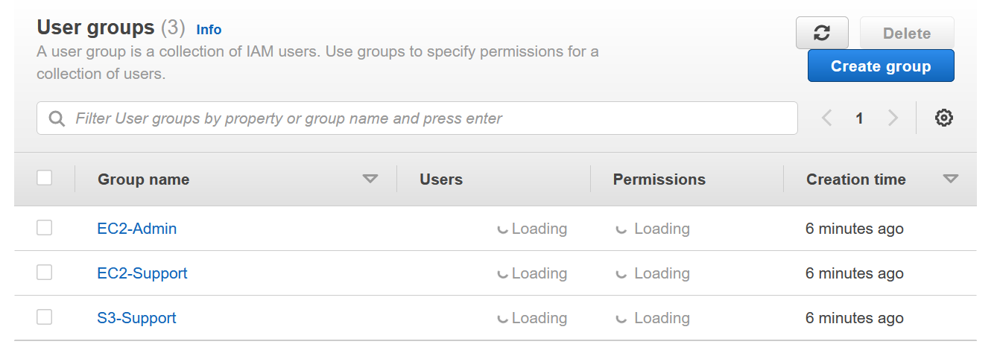 User groups (3) Info
A user group is a collection of IAM users. Use groups to specify permissions for a
collection of users.
Delete
Create group
Filter User groups by property or group name and press enter
1
Group name Users Permissions Creation time
EC2-Admin Loading Loading 6 minutes ago
EC2-Support Loading Loading 6 minutes ago
S3-Support Loading Loading 6 minutes ago